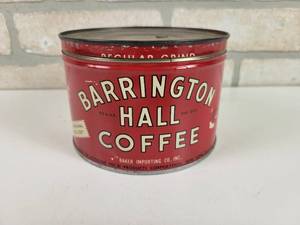 REGULAR GRIND
BARRINGTON
HALL
COFFEE
BAKER IMPORTING CO., INC.